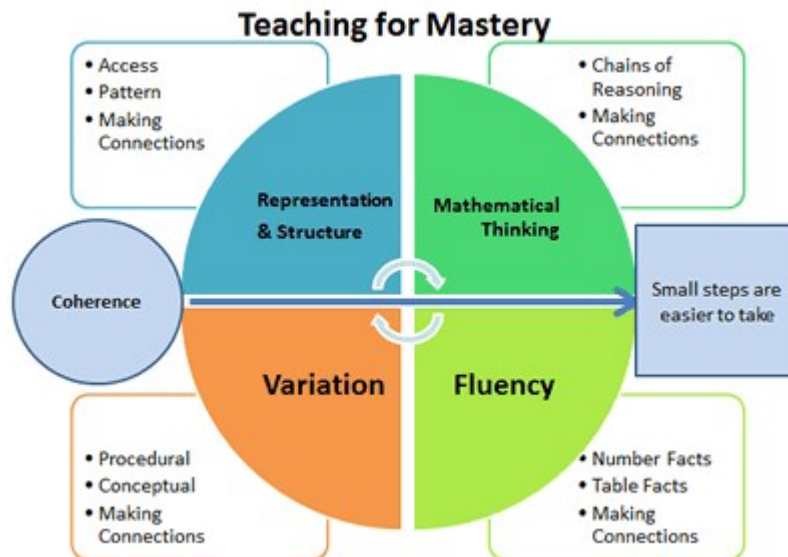 Teaching for Mastery
• Access
• Pattern
• Making
Connections
• Chains of
Reasoning
• Making
Connections
Representation
& Structure
Mathematical
Thinking
Coherence
Small steps are
easier to take
Variation
Fluency
• Procedural
• Conceptual
• Making
Connections
• Number Facts
• Table Facts
• Making
Connections